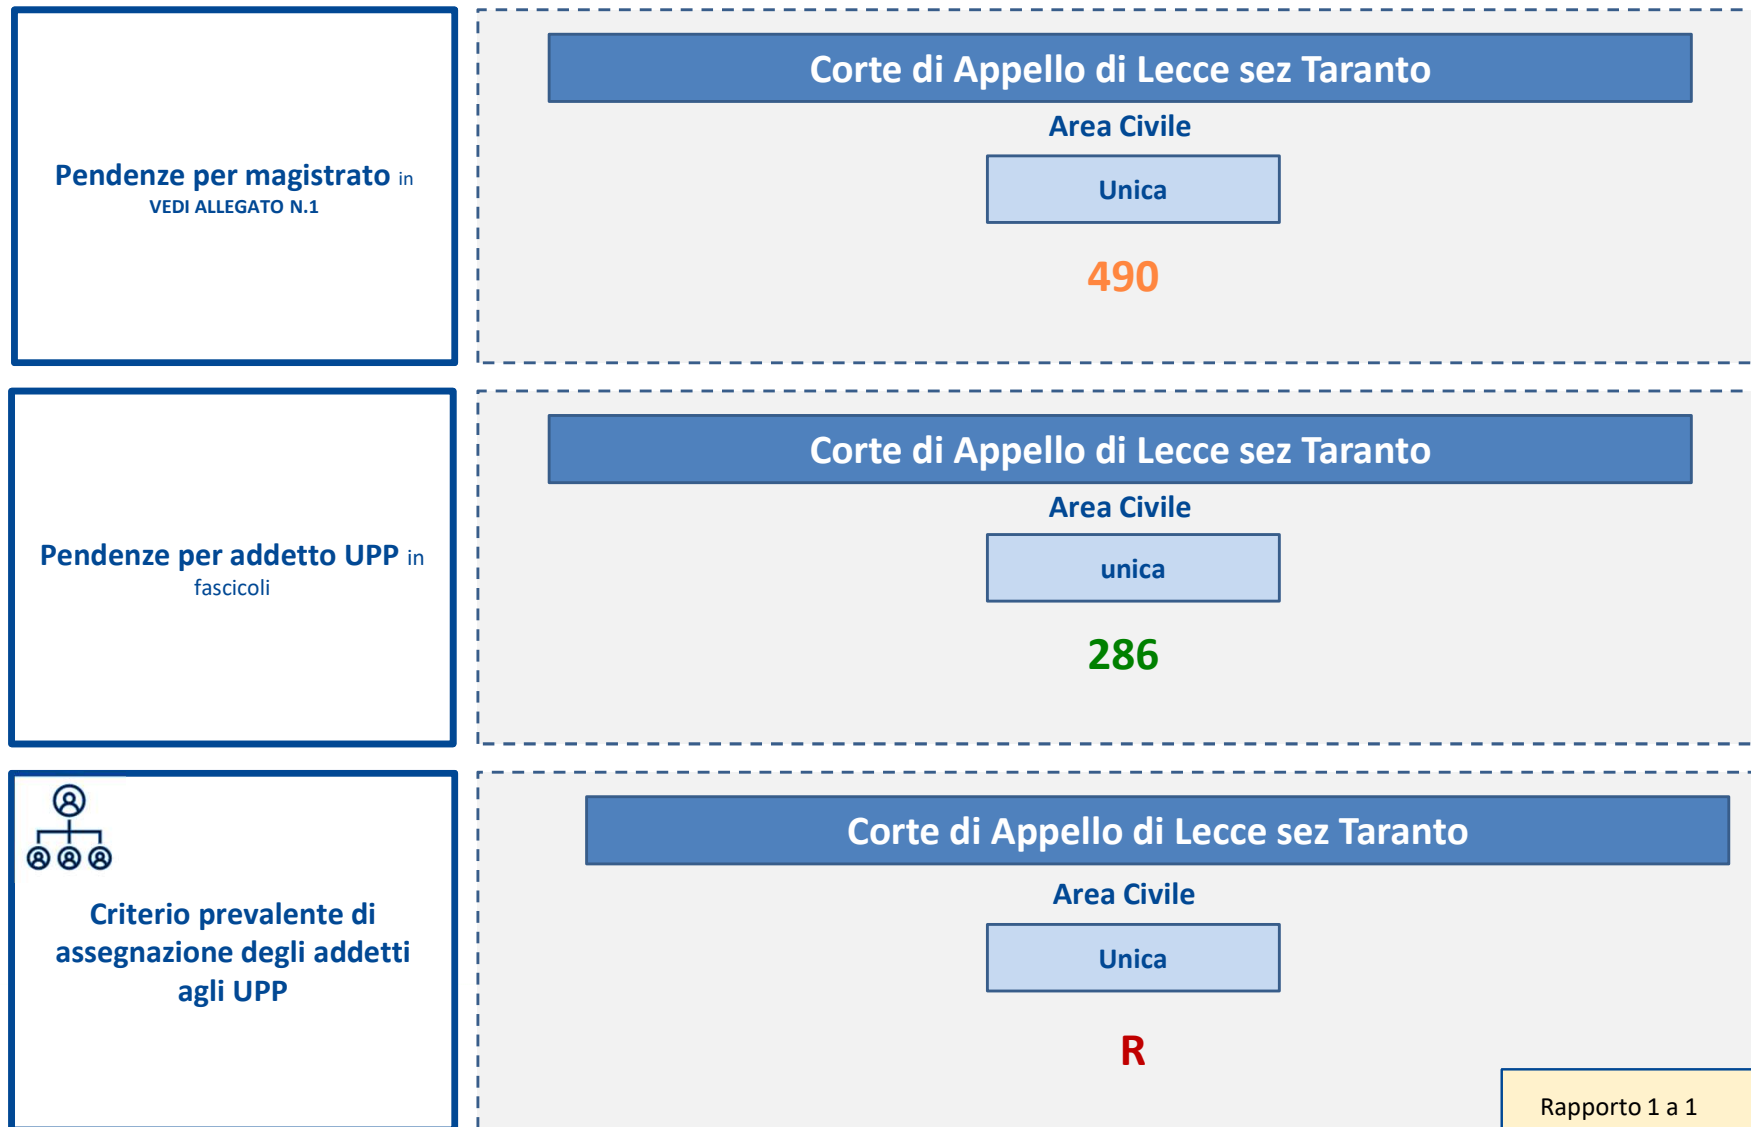 Pendenze per magistrato in
VEDI ALLEGATO N.1
Corte di Appello di Lecce sez Taranto
Area Civile
Unica
490
Pendenze per addetto UPP in
fascicoli
Corte di Appello di Lecce sez Taranto
Area Civile
unica
286
Criterio prevalente di
assegnazione degli addetti
agli UPP
Corte di Appello di Lecce sez Taranto
Area Civile
Unica
R
Rapporto 1 a 1